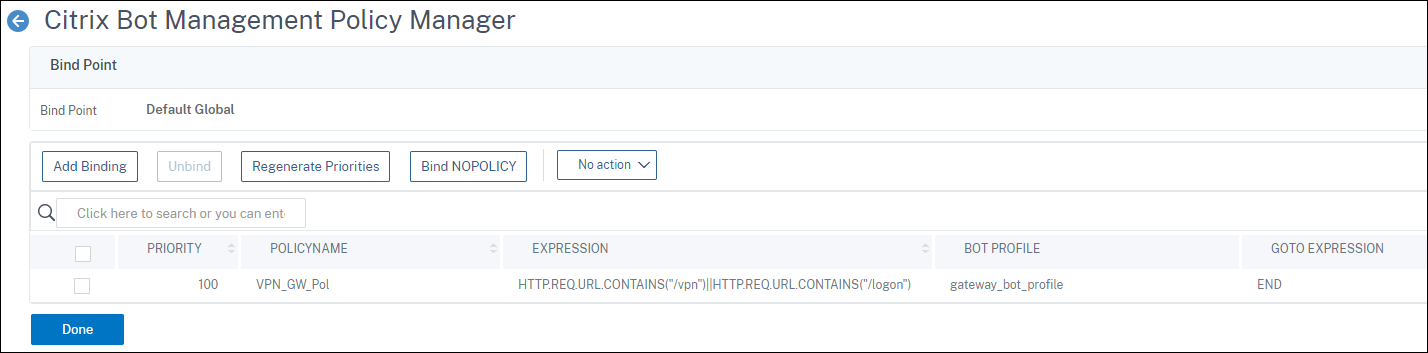 Citrix Bot Management Policy Manager
Bind Point
Bind Point Default Global
Add Binding Unbind Regenerate Priorities Bind NOPOLICY No action
Click here to search or you can ente
PRIORITY POLICYNAME EXPRESSION BOT PROFILE GOTO EXPRESSION
100 VPN_GW_Pol HTTP.REQ.URL.CONTAINS("/vpn")||HTTP.REQ.URL.CONTAINS("/logon") gateway_bot_profile END
Done